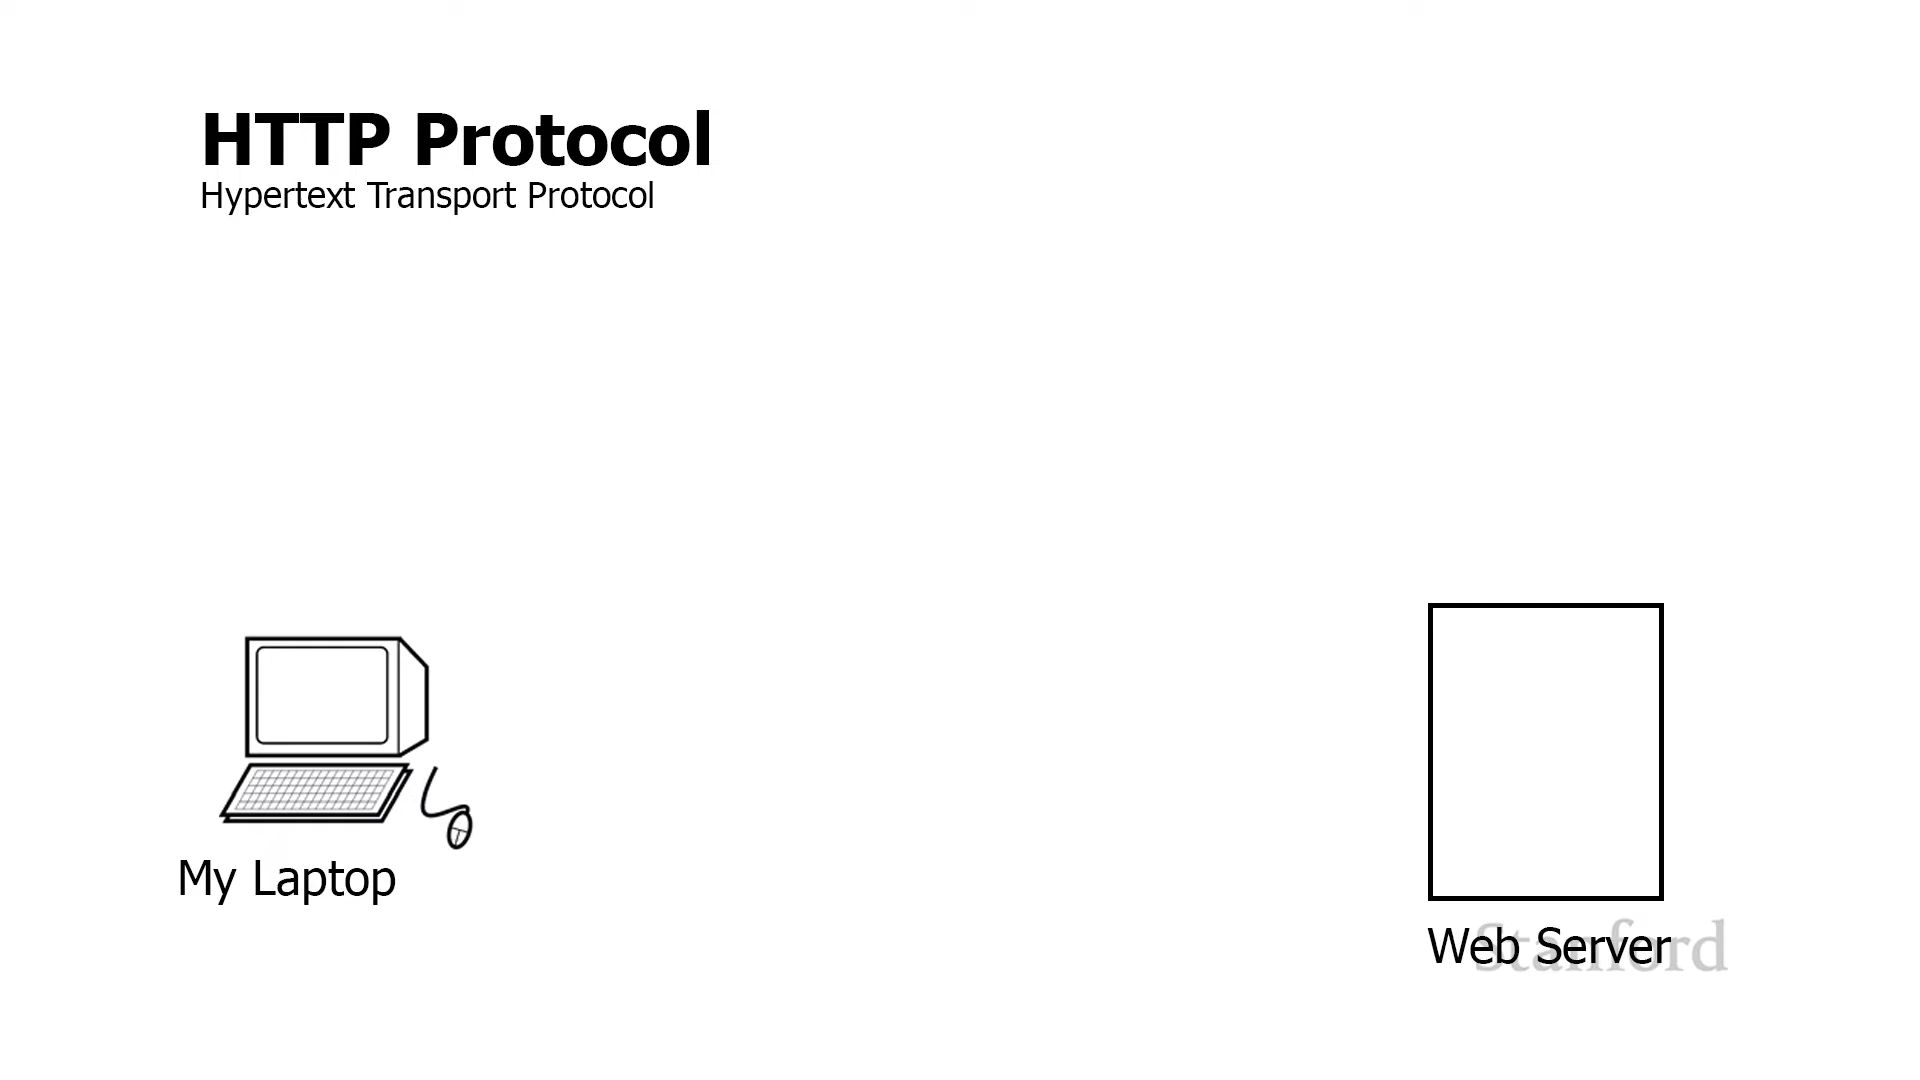 HTTP Protocol
Hypertext Transport Protocol
My Laptop
Web Server
Stanford